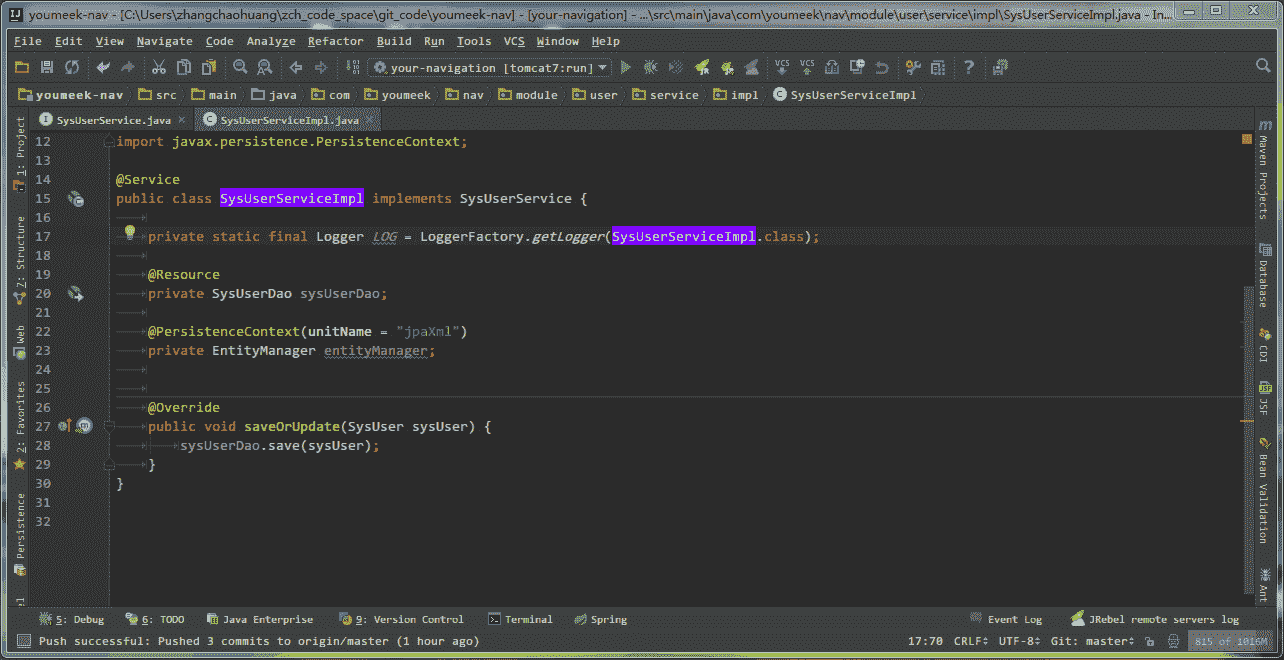 youmeek-nav - [C:\Users\zhangchaohuang\zch_code_space\git_code\youmeek-nav] - [your-navigation] - ...\src\main\java\com\youmeek\nav\module\user\service\impl\SysUserServiceImpl.java - In...
File Edit View Navigate Code Analyze Refactor Build Run Tools VCS Window Help
your-navigation [tomcat7:run] VCS VCS
youmeek-nav src main java com youmeek nav module user service impl SysUserServiceImpl
SysUserService.java SysUserServiceImpl.java
12 import javax.persistence.PersistenceContext;
13
14 @Service
15 public class SysUserServiceImpl implements SysUserService {
16
17 private static final Logger LOG = LoggerFactory.getLogger(SysUserServiceImpl.class);
18
19 @Resource
20 private SysUserDao sysUserDao;
21
22 @PersistenceContext(unitName = "jpaXml")
23 private EntityManager entityManager;
24
25
26 @Override
27 public void saveOrUpdate(SysUser sysUser) {
28 sysUserDao.save(sysUser);
29 }
30 }
31
32
1: Project
7: Structure
Web
2: Favorites
Persistence
Maven Projects
Database
CDI
JSF
Bean Validation
Ant
5: Debug 6: TODO Java Enterprise 9: Version Control Terminal Spring Event Log JRebel remote servers log
Push successful: Pushed 3 commits to origin/master (1 hour ago) 17:70 CRLF UTF-8 Git: master 815 of 1016M